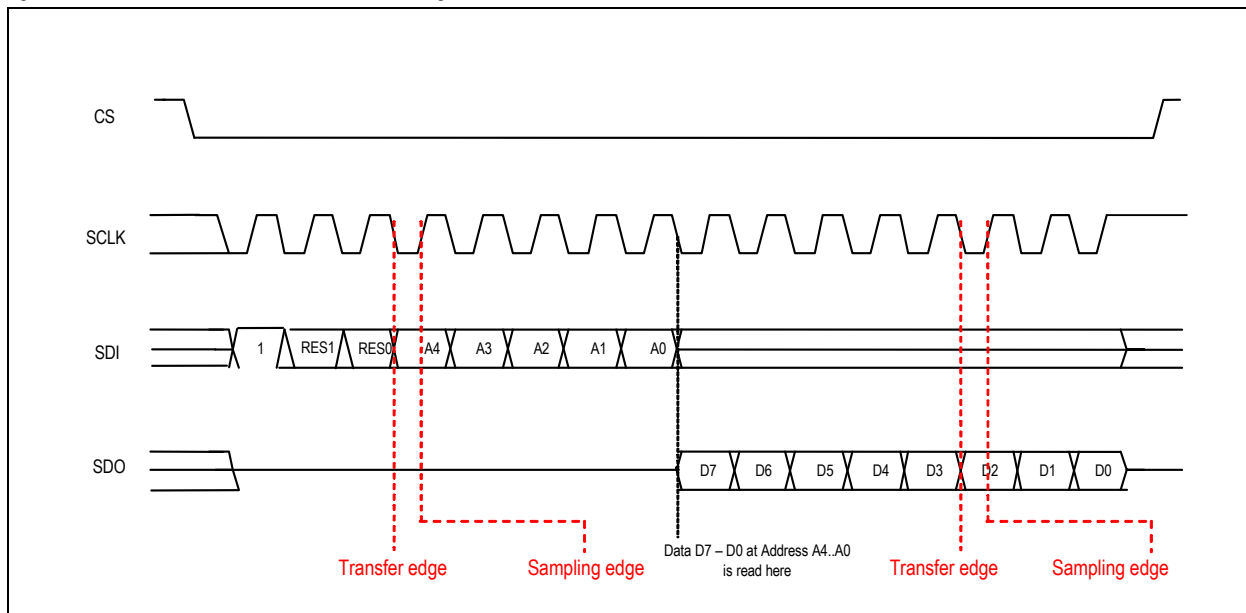 CS
SCLK
SDI
1 RES1 RES0 A4 A3 A2 A1 A0
SDO
D7 D6 D5 D4 D3 D2 D1 D0
Data D7 – D0 at Address A4..A0
is read here
Transfer edge Sampling edge Transfer edge Sampling edge